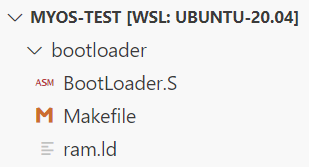 MYOS-TEST [WSL: UBUNTU-20.04]
bootloader
ASM BootLoader.S
M Makefile
ram.ld